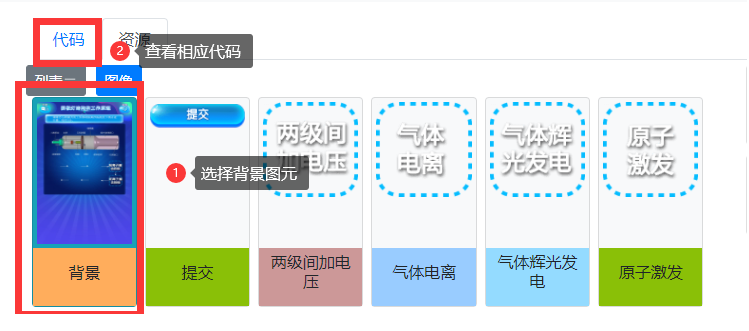 代码
资源
2
查看相应代码
图像
提交
两级间
加电压
气体
电离
气体辉
光发电
原子
激发
1
选择背景图元
背景
提交
两级间加电
压
气体电离
气体辉光发
电
原子激发